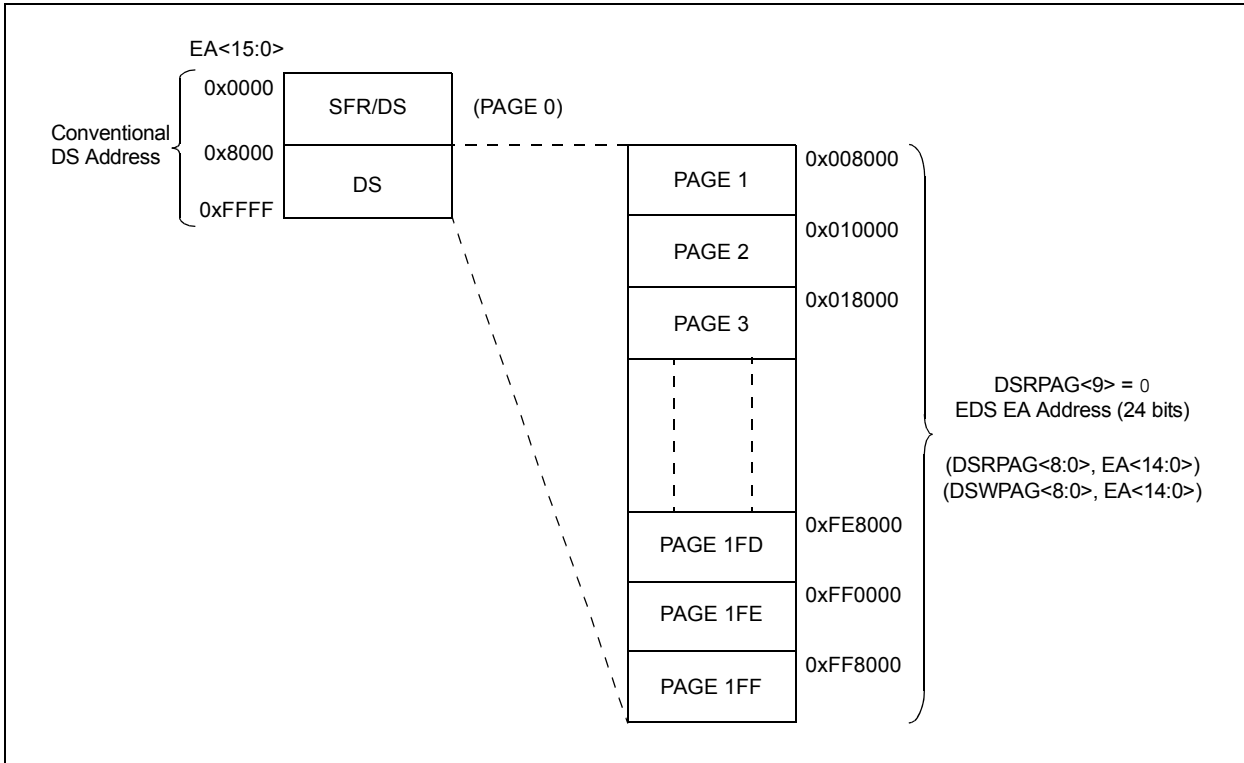 EA<15:0>
0x0000
SFR/DS
(PAGE 0)
Conventional
DS Address
0x8000
DS
0xFFFF
PAGE 1
0x008000
PAGE 2
0x010000
PAGE 3
0x018000
DSRPAG<9> = 0
EDS EA Address (24 bits)
(DSRPAG<8:0>, EA<14:0>)
(DSWPAG<8:0>, EA<14:0>)
PAGE 1FD
0xFE8000
PAGE 1FE
0xFF0000
PAGE 1FF
0xFF8000